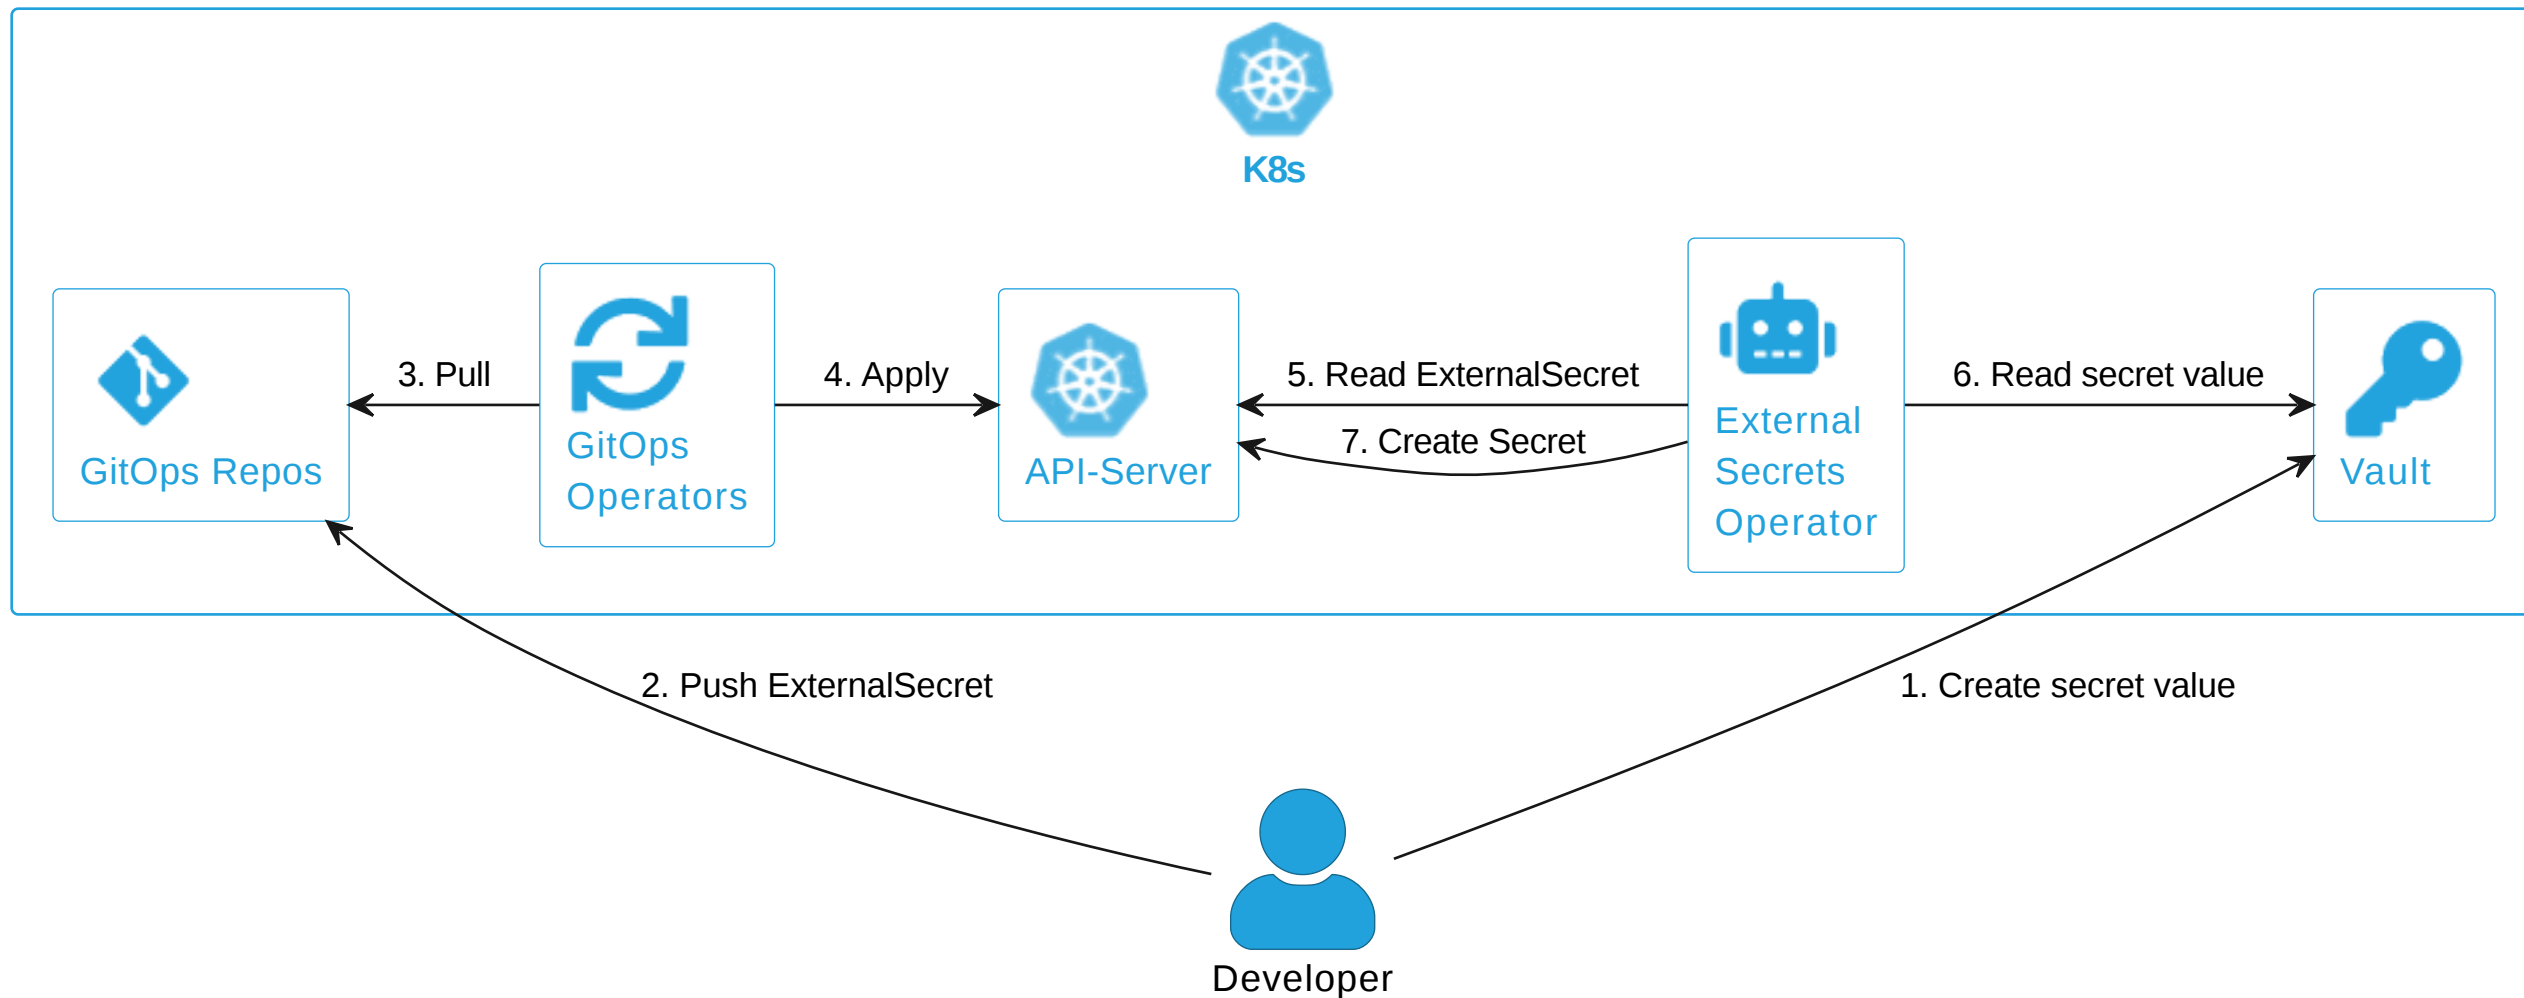 K8s
3. Pull
4. Apply
5. Read ExternalSecret
6. Read secret value
7. Create Secret
GitOps Repos
GitOps
Operators
API-Server
External
Secrets
Operator
Vault
2. Push ExternalSecret
1. Create secret value
Developer